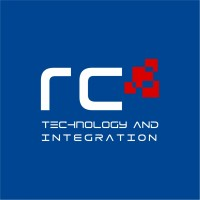 rc
TECHNOLOGY AND
INTEGRATION